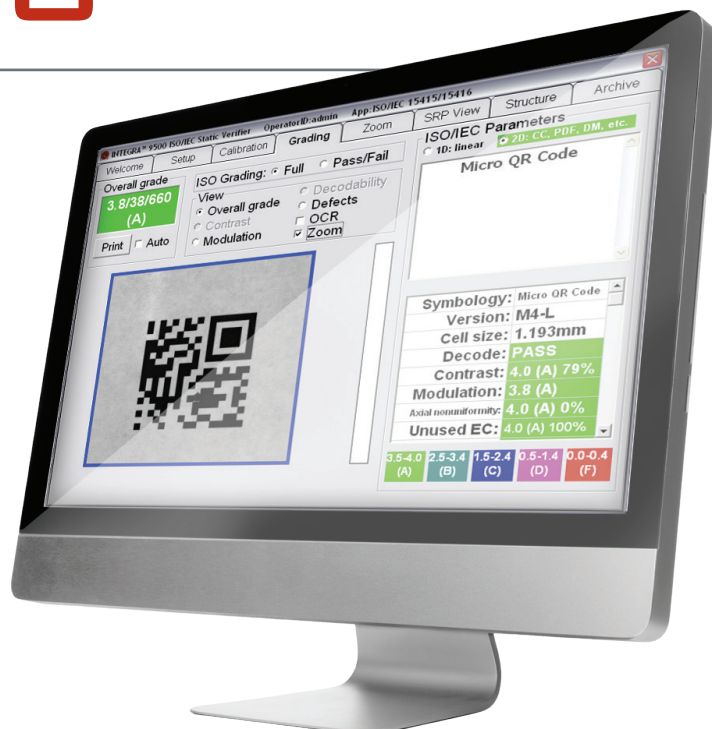 INTEGRA® 9500 ISO/IEC Static Verifier OperatorID:admin App:ISO/IEC 15415/15416
Welcome Setup Calibration Grading Zoom SRP View Structure Archive
Overall grade
3.8/38/660
(A)
Print Auto
ISO Grading: Full Pass/Fail
View
Overall grade
Contrast
Modulation
Decodability
Defects
OCR
Zoom
ISO/IEC Parameters
1D: linear 2D: CC, PDF, DM, etc.
Micro QR Code
Symbology: Micro QR Code
Version: M4-L
Cell size: 1.193mm
Decode: PASS
Contrast: 4.0 (A) 79%
Modulation: 3.8 (A)
Axial nonuniformity: 4.0 (A) 0%
Unused EC: 4.0 (A) 100%
3.5-4.0 2.5-3.4 1.5-2.4 0.5-1.4 0.0-0.4
(A) (B) (C) (D) (F)